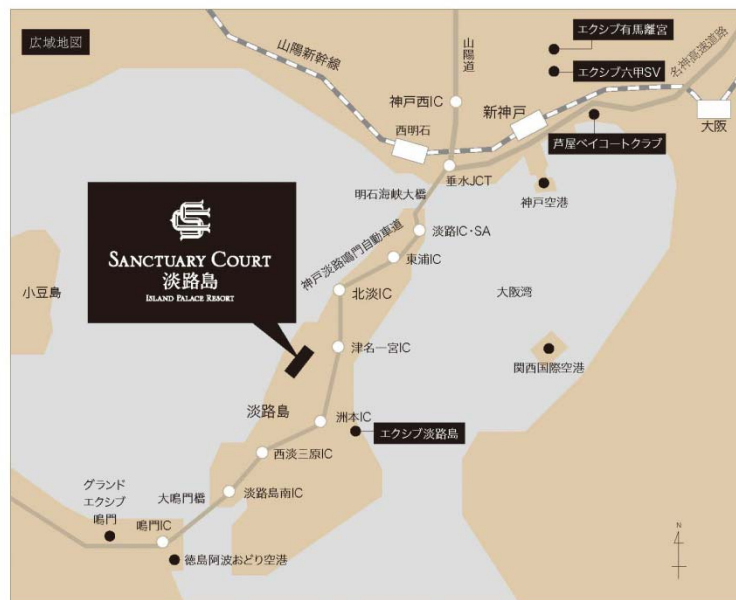 広域地図
山陽新幹線
山陽道
エクシブ有馬離宮
エクシブ六甲SV
名神高速道路
神戸西IC
新神戸
西明石
大阪
芦屋ベイコートクラブ
垂水JCT
明石海峡大橋
神戸空港
淡路IC・SA
神戸淡路鳴門自動車道
東浦IC
SANCTUARY COURT
淡路島
ISLAND PALACE RESORT
小豆島
北淡IC
大阪湾
津名一宮IC
関西国際空港
淡路島
洲本IC
エクシブ淡路島
西淡三原IC
グランド
エクシブ
鳴門
大鳴門橋
淡路島南IC
鳴門IC
徳島阿波おどり空港
N